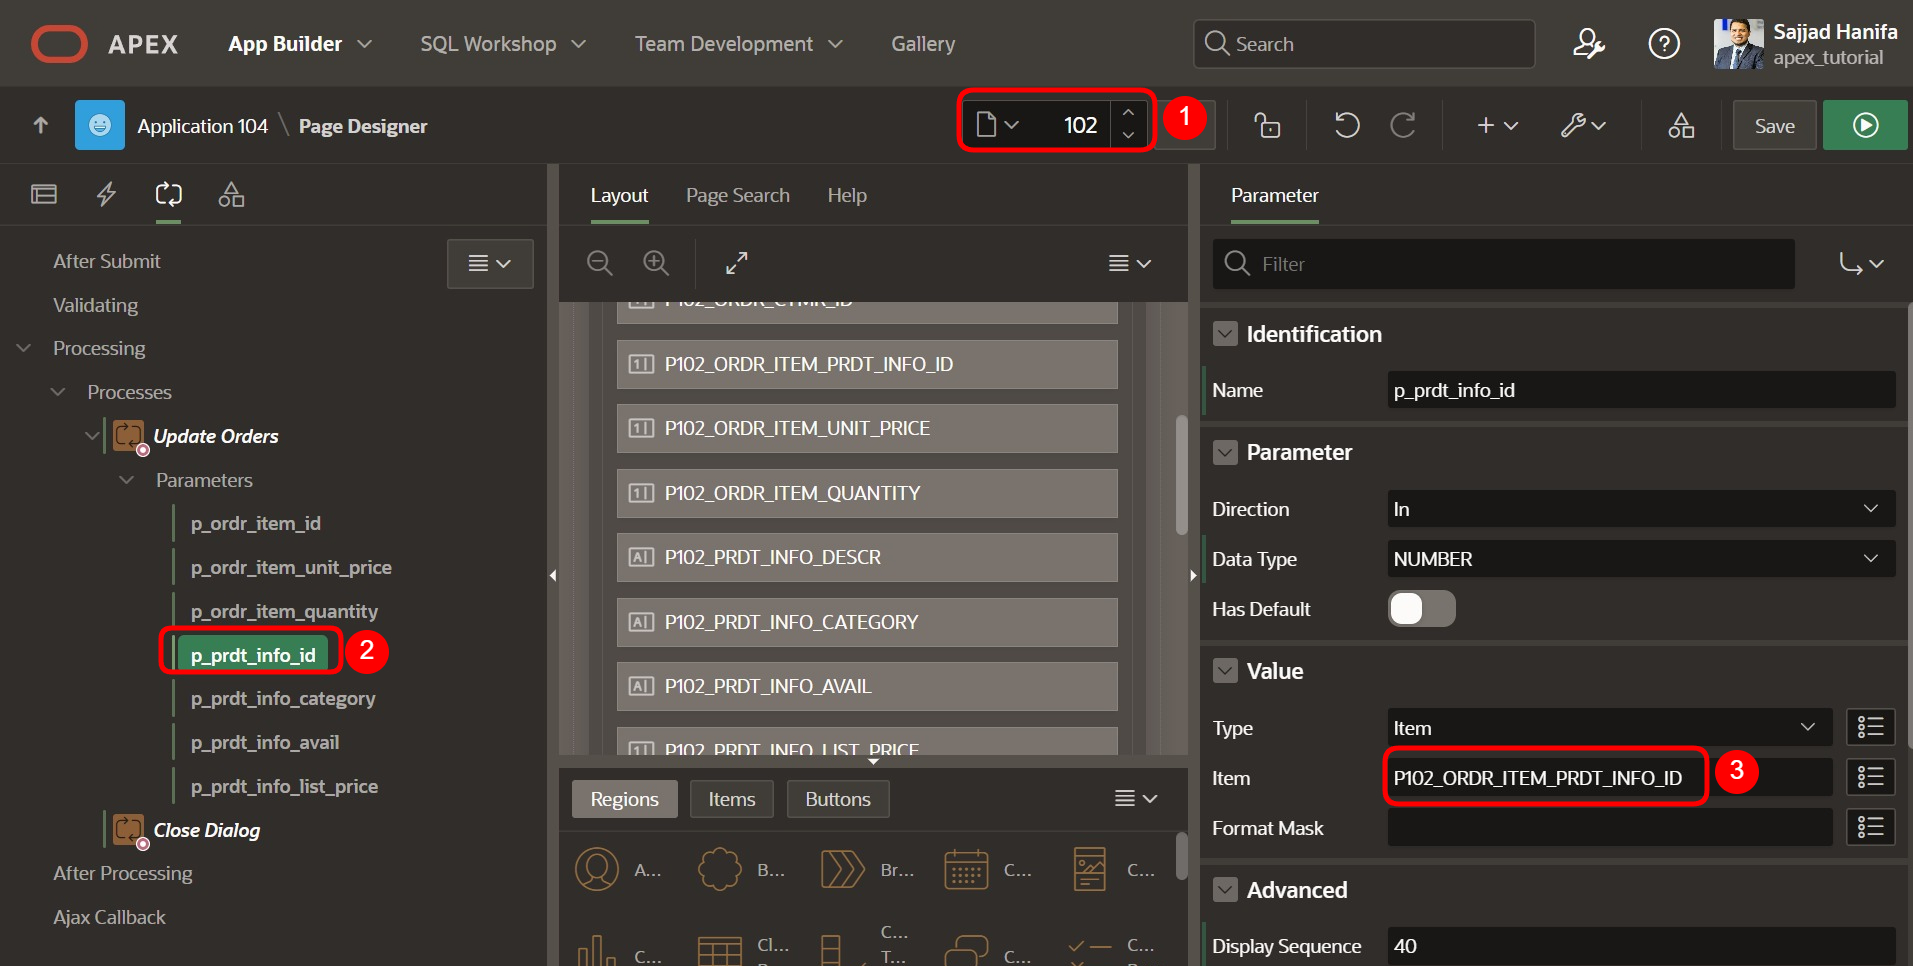 APEX
App Builder
SQL Workshop
Team Development
Gallery
Search
Sajjad Hanifa
apex_tutorial
Application 104 \ Page Designer
102
1
Save
After Submit
Validating
Processing
Processes
Update Orders
Parameters
p_ordr_item_id
p_ordr_item_unit_price
p_ordr_item_quantity
p_prdt_info_id
2
p_prdt_info_category
p_prdt_info_avail
p_prdt_info_list_price
Close Dialog
After Processing
Ajax Callback
Layout
Page Search
Help
P102_ORDR_ITEM_PRDT_INFO_ID
P102_ORDR_ITEM_UNIT_PRICE
P102_ORDR_ITEM_QUANTITY
P102_PRDT_INFO_DESCR
P102_PRDT_INFO_CATEGORY
P102_PRDT_INFO_AVAIL
P102_PRDT_INFO_LIST_PRICE
Regions
Items
Buttons
A...
B...
Br...
C...
C...
C...
Cl...
C...
T...
C...
C...
Parameter
Filter
Identification
Name
p_prdt_info_id
Parameter
Direction
In
Data Type
NUMBER
Has Default
Value
Type
Item
Item
P102_ORDR_ITEM_PRDT_INFO_ID
3
Format Mask
Advanced
Display Sequence
40